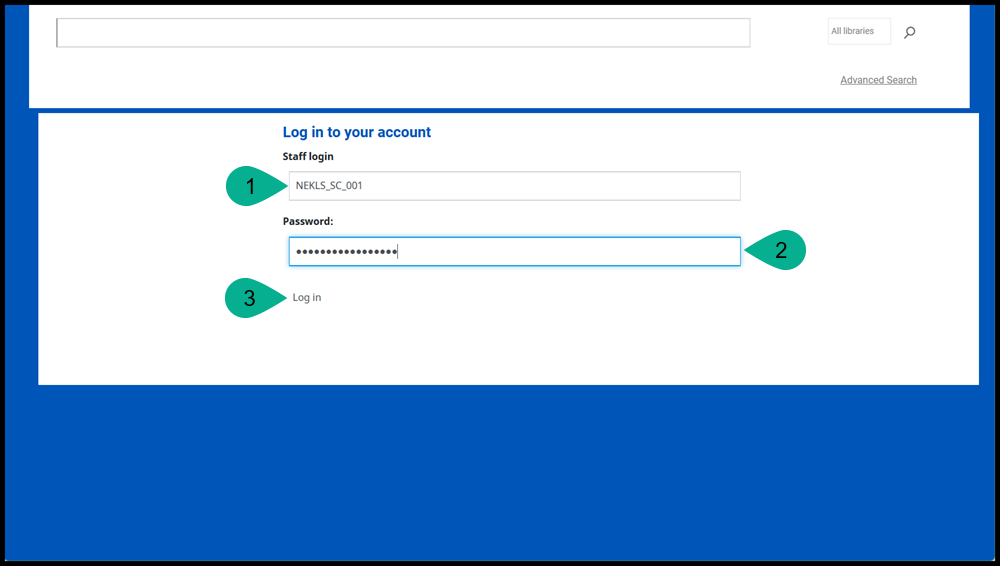 All libraries
Advanced Search
Log in to your account
Staff login
1
NEKLS_SC_001
Password:
••••••••••••••••• 2
3
Log in